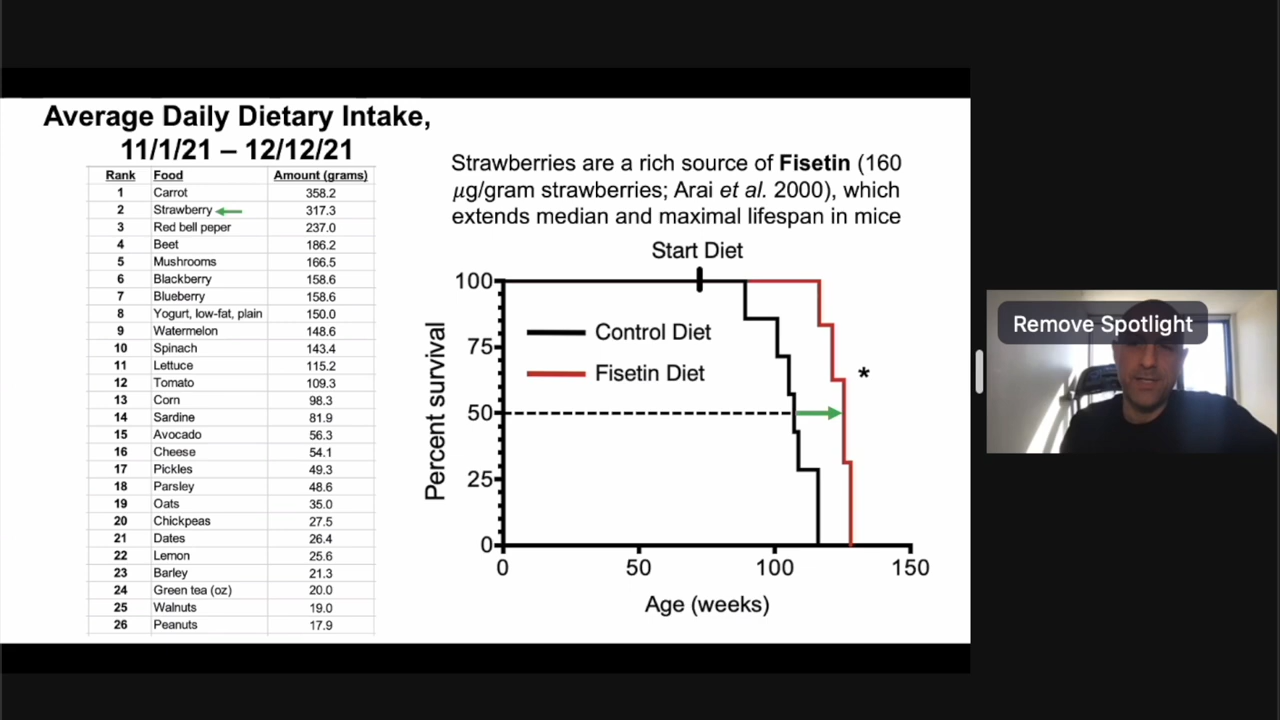 Average Daily Dietary Intake,
11/1/21 – 12/12/21
Rank Food Amount (grams)
1 Carrot 358.2
2 Strawberry 317.3
3 Red bell peper 237.0
4 Beet 186.2
5 Mushrooms 166.5
6 Blackberry 158.6
7 Blueberry 158.6
8 Yogurt, low-fat, plain 150.0
9 Watermelon 148.6
10 Spinach 143.4
11 Lettuce 115.2
12 Tomato 109.3
13 Corn 98.3
14 Sardine 81.9
15 Avocado 56.3
16 Cheese 54.1
17 Pickles 49.3
18 Parsley 48.6
19 Oats 35.0
20 Chickpeas 27.5
21 Dates 26.4
22 Lemon 25.6
23 Barley 21.3
24 Green tea (oz) 20.0
25 Walnuts 19.0
26 Peanuts 17.9
Strawberries are a rich source of Fisetin (160
μg/gram strawberries; Arai et al. 2000), which
extends median and maximal lifespan in mice
Start Diet
Percent survival
100
75
50
25
0
Control Diet
Fisetin Diet
*
0 50 100 150
Age (weeks)
Remove Spotlight